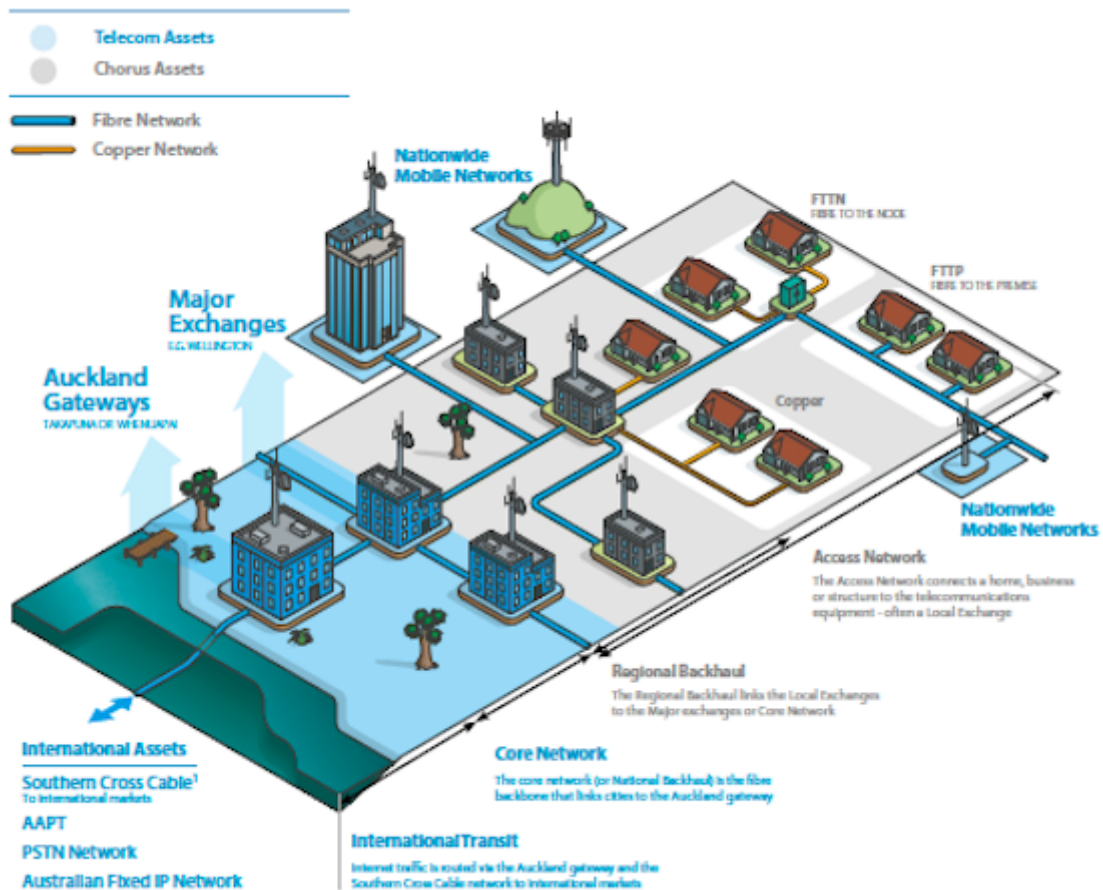 Telecom Assets
Chorus Assets
Fibre Network
Copper Network
Nationwide
Mobile Networks
FTTN
FIBRE TO THE NODE
FTTP
FIBRE TO THE PREMISE
Major
Exchanges
E.G. WELLINGTON
Auckland
Gateways
TAKAPUNA OR WHENUAPAI
Copper
Nationwide
Mobile Networks
Access Network
The Access Network connects a home, business
or structure to the telecommunications
equipment - often a Local Exchange
Regional Backhaul
The Regional Backhaul links the Local Exchanges
to the Major exchanges or Core Network
Core Network
The core network (or National Backhaul) is the fibre
backbone that links cities to the Auckland gateway
International Assets
Southern Cross Cable¹
To international markets
AAPT
PSTN Network
Australian Fixed IP Network
International Transit
Internet traffic is routed via the Auckland gateway and the
Southern Cross Cable network to international markets